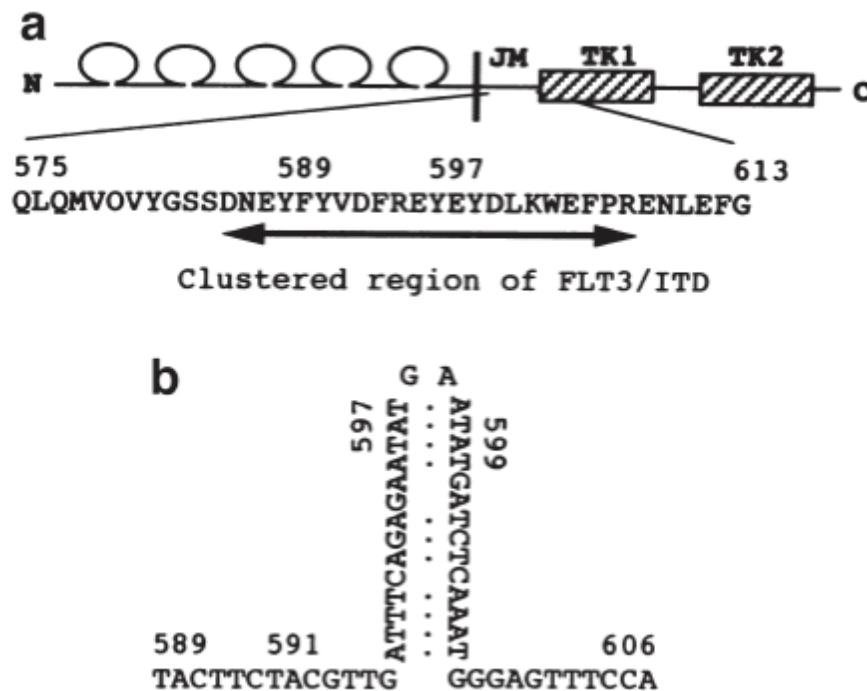 a
N JM TK1 TK2 C
575 589 597 613
QLQMVOVYGSSDNEYFYVDFREYEYDLKWEFPRENLEFG
Clustered region of FLT3/ITD
b
G A
597
ATTTCAGAGAATAT
ATATGATCTCAAAT
599
589 591 606
TACTTCTACGTTG GGGAGTTTCCA